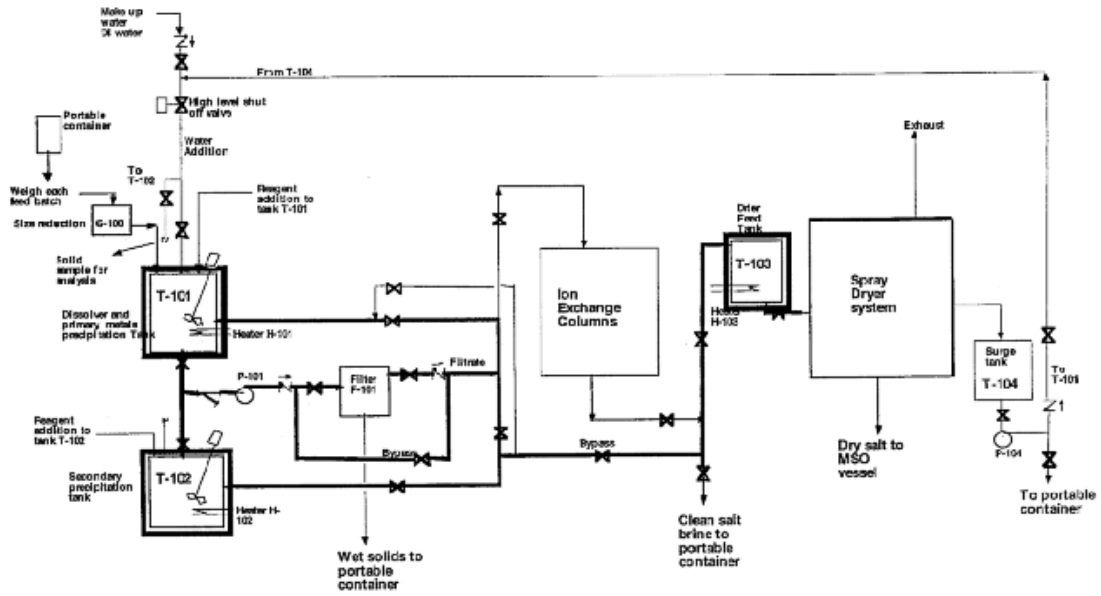 Make up
water
DI water
From T-104
High level shut
off valve
Portable
container
Water
Addition
To
T-102
Weigh each
feed batch
Reagent
addition to
tank T-101
Size reduction
G-100
Solid
sample for
analysis
T-101
Dissolver and
primary metals
precipitation Tank
Heater H-101
P-101
Filter
F-101
Filtrate
Bypass
Reagent
addition to
tank T-102
T-102
Secondary
precipitation
tank
Heater H-
102
Wet solids to
portable
container
Ion
Exchange
Columns
Bypass
Clean salt
brine to
portable
container
Drier
Feed
Tank
T-103
Heater
H-103
Exhaust
Spray
Dryer
system
Dry salt to
MSO
vessel
Surge
tank
T-104
To
T-101
P-104
To portable
container